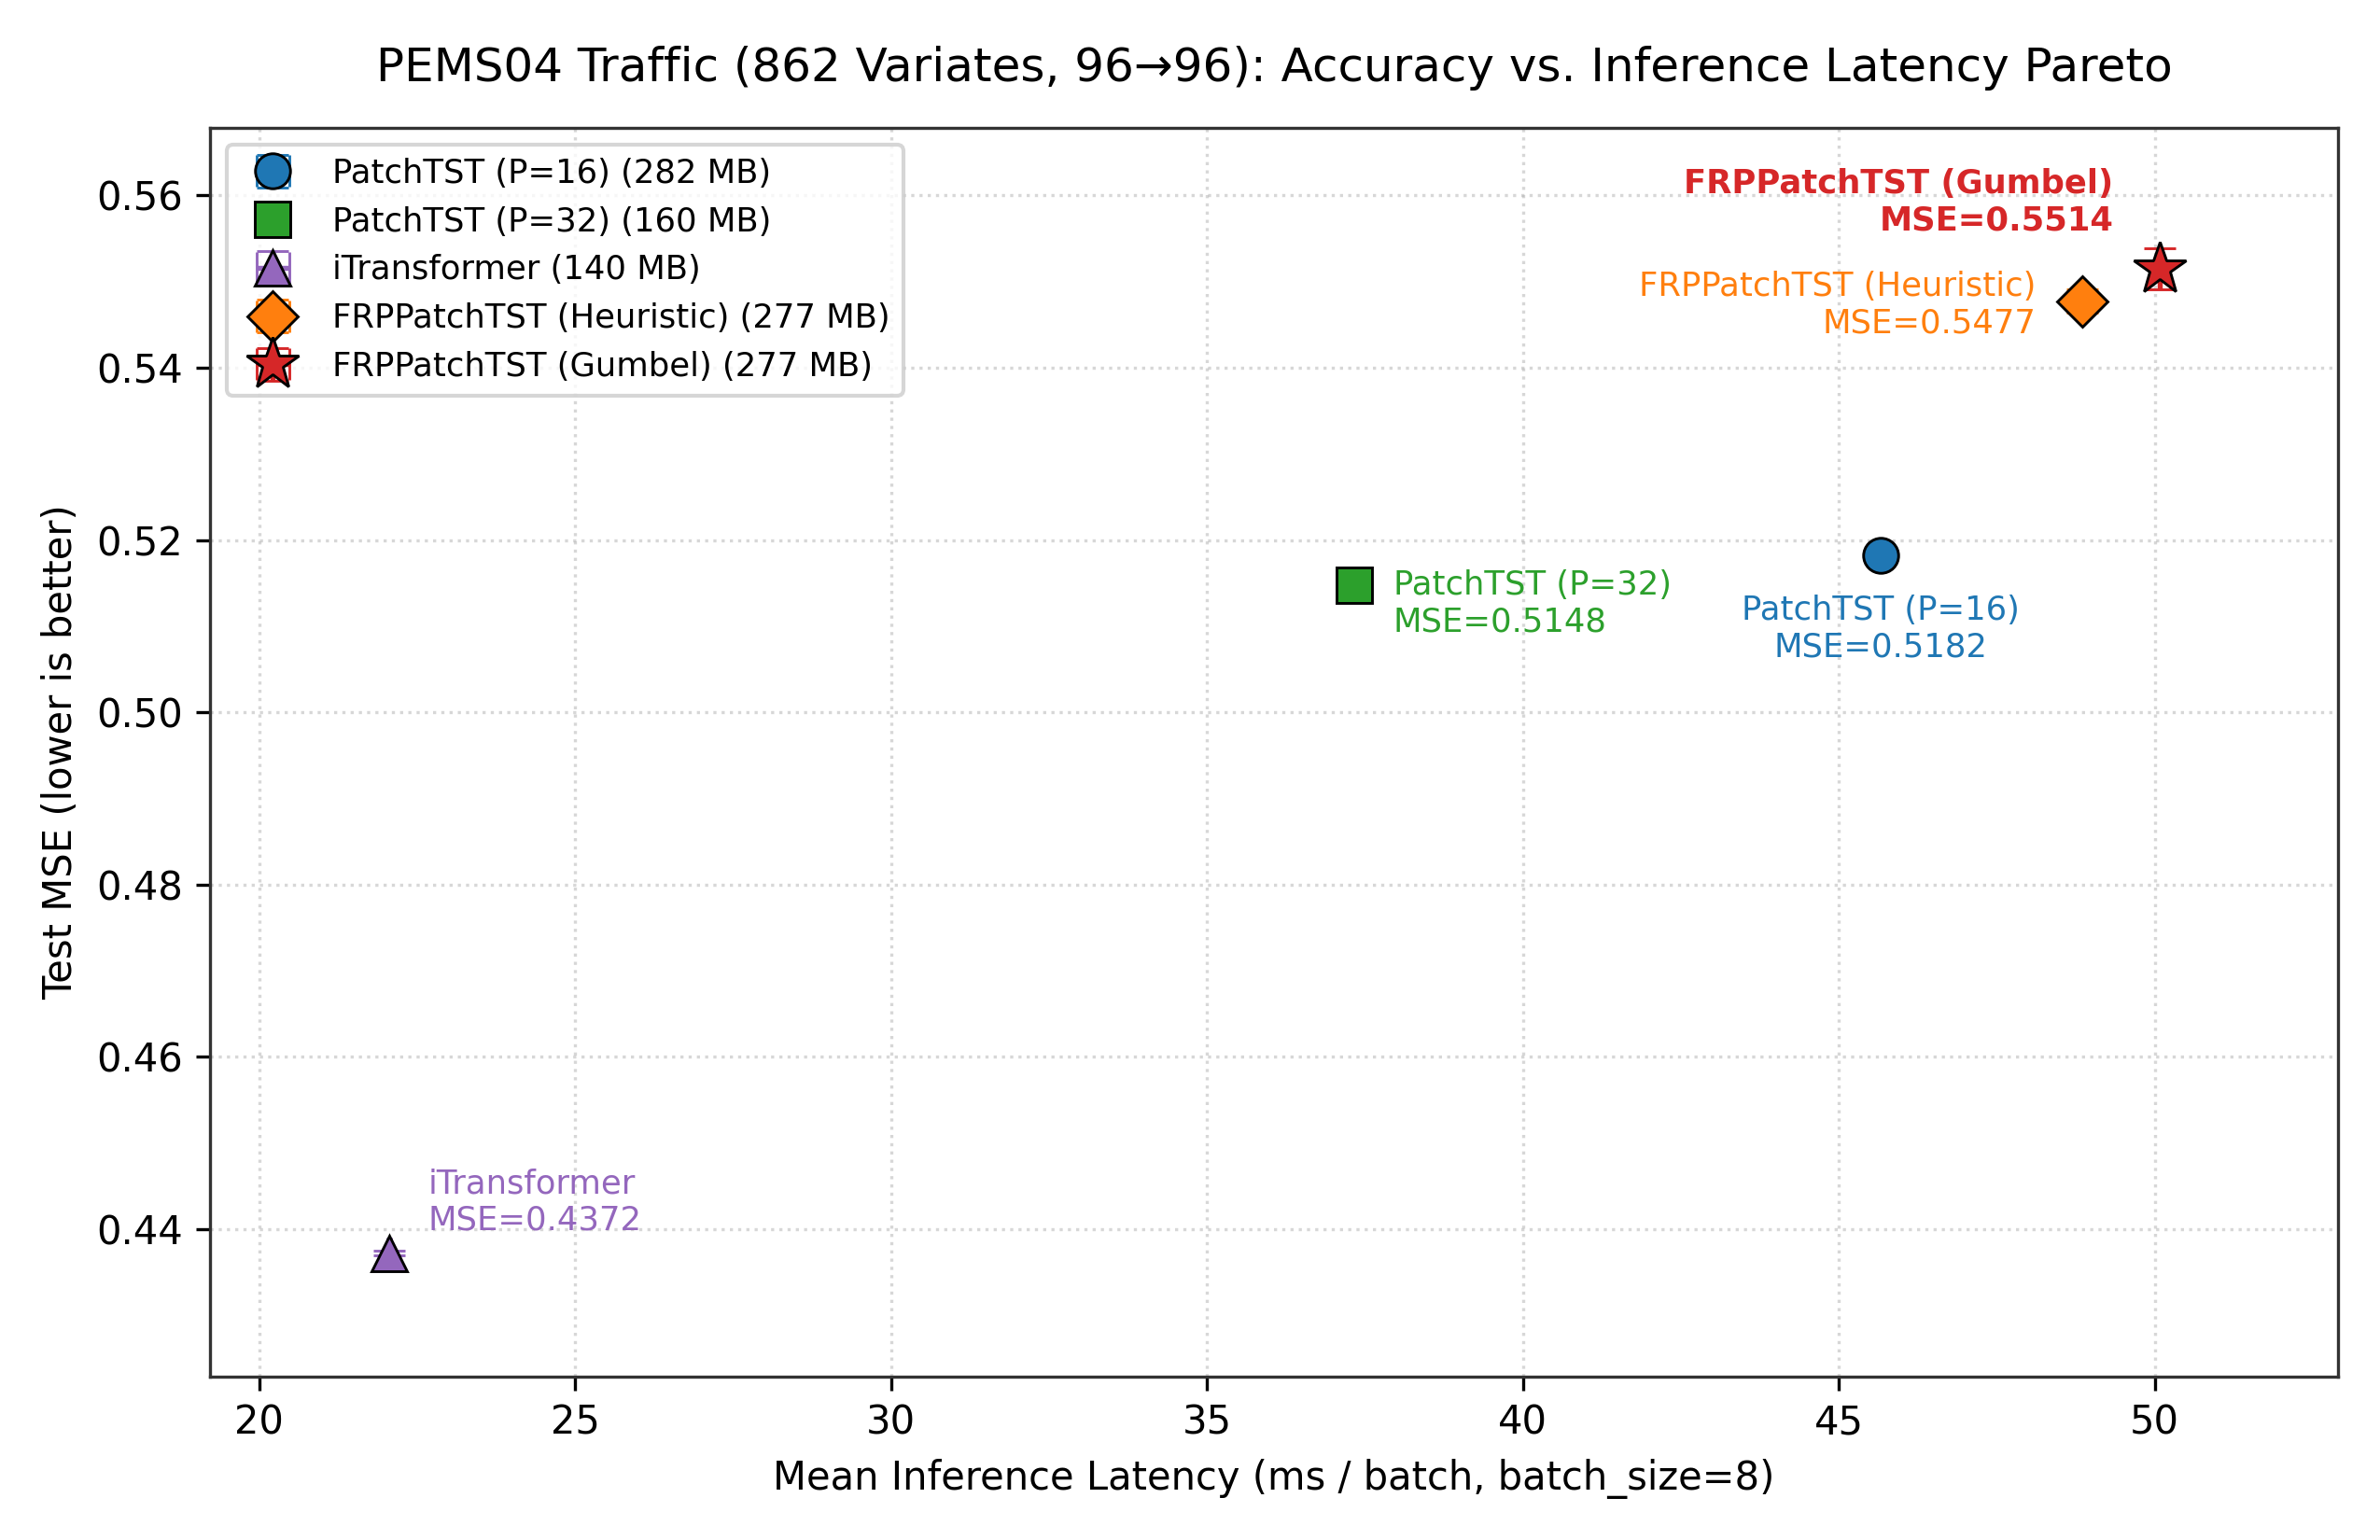 PEMS04 Traffic (862 Variates, 96→96): Accuracy vs. Inference Latency Pareto
PatchTST (P=16) (282 MB)
PatchTST (P=32) (160 MB)
iTransformer (140 MB)
FRPPatchTST (Heuristic) (277 MB)
FRPPatchTST (Gumbel) (277 MB)
FRPPatchTST (Gumbel)
MSE=0.5514
FRPPatchTST (Heuristic)
MSE=0.5477
PatchTST (P=32)
MSE=0.5148
PatchTST (P=16)
MSE=0.5182
iTransformer
MSE=0.4372
Test MSE (lower is better)
0.56
0.54
0.52
0.50
0.48
0.46
0.44
20 25 30 35 40 45 50
Mean Inference Latency (ms / batch, batch_size=8)